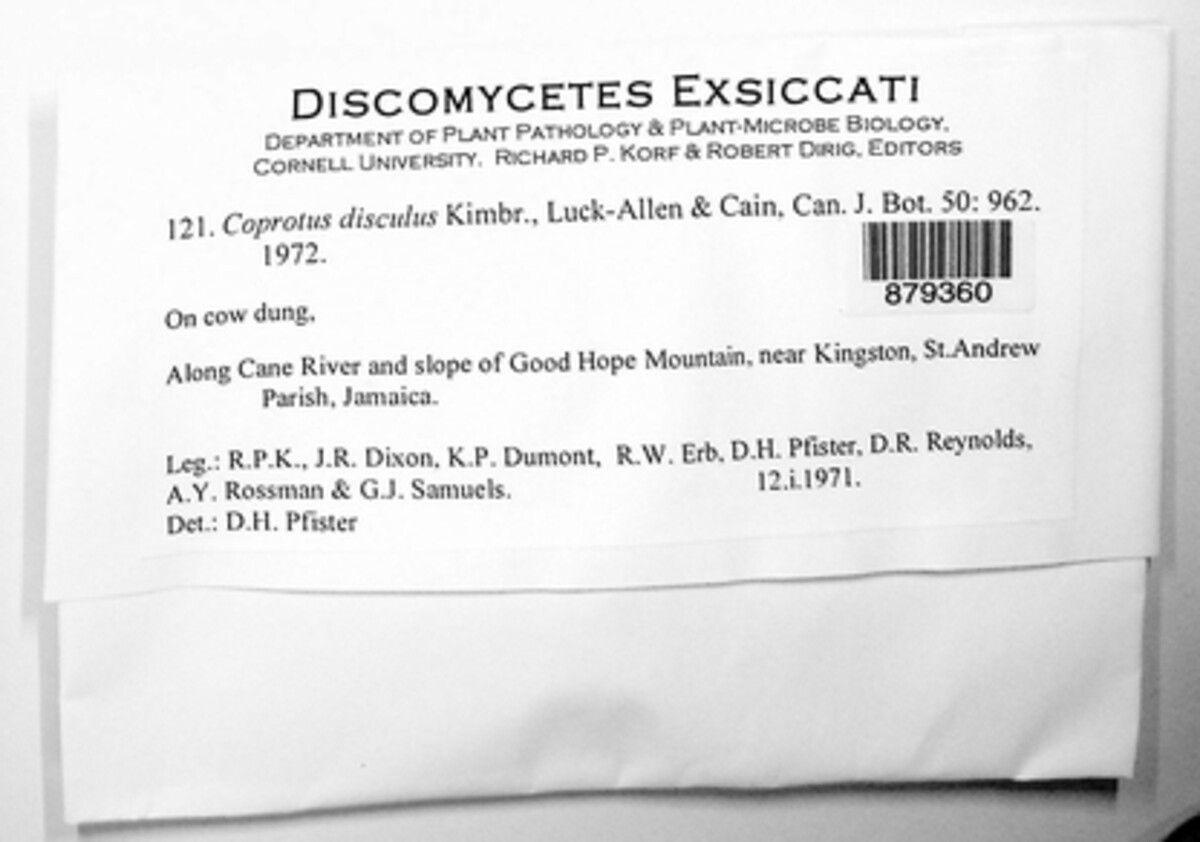 DISCOMYCETES EXSICCATI
DEPARTMENT OF PLANT PATHOLOGY & PLANT-MICROBE BIOLOGY,
CORNELL UNIVERSITY, RICHARD P. KORF & ROBERT DIRIG, EDITORS
121. Coprotus disculus Kimbr., Luck-Allen & Cain, Can. J. Bot. 50: 962.
1972.
879360
On cow dung,
Along Cane River and slope of Good Hope Mountain, near Kingston, St.Andrew
Parish, Jamaica.
Leg.: R.P.K., J.R. Dixon, K.P. Dumont, R.W. Erb, D.H. Pfister, D.R. Reynolds,
A.Y. Rossman & G.J. Samuels. 12.i.1971.
Det.: D.H. Pfister